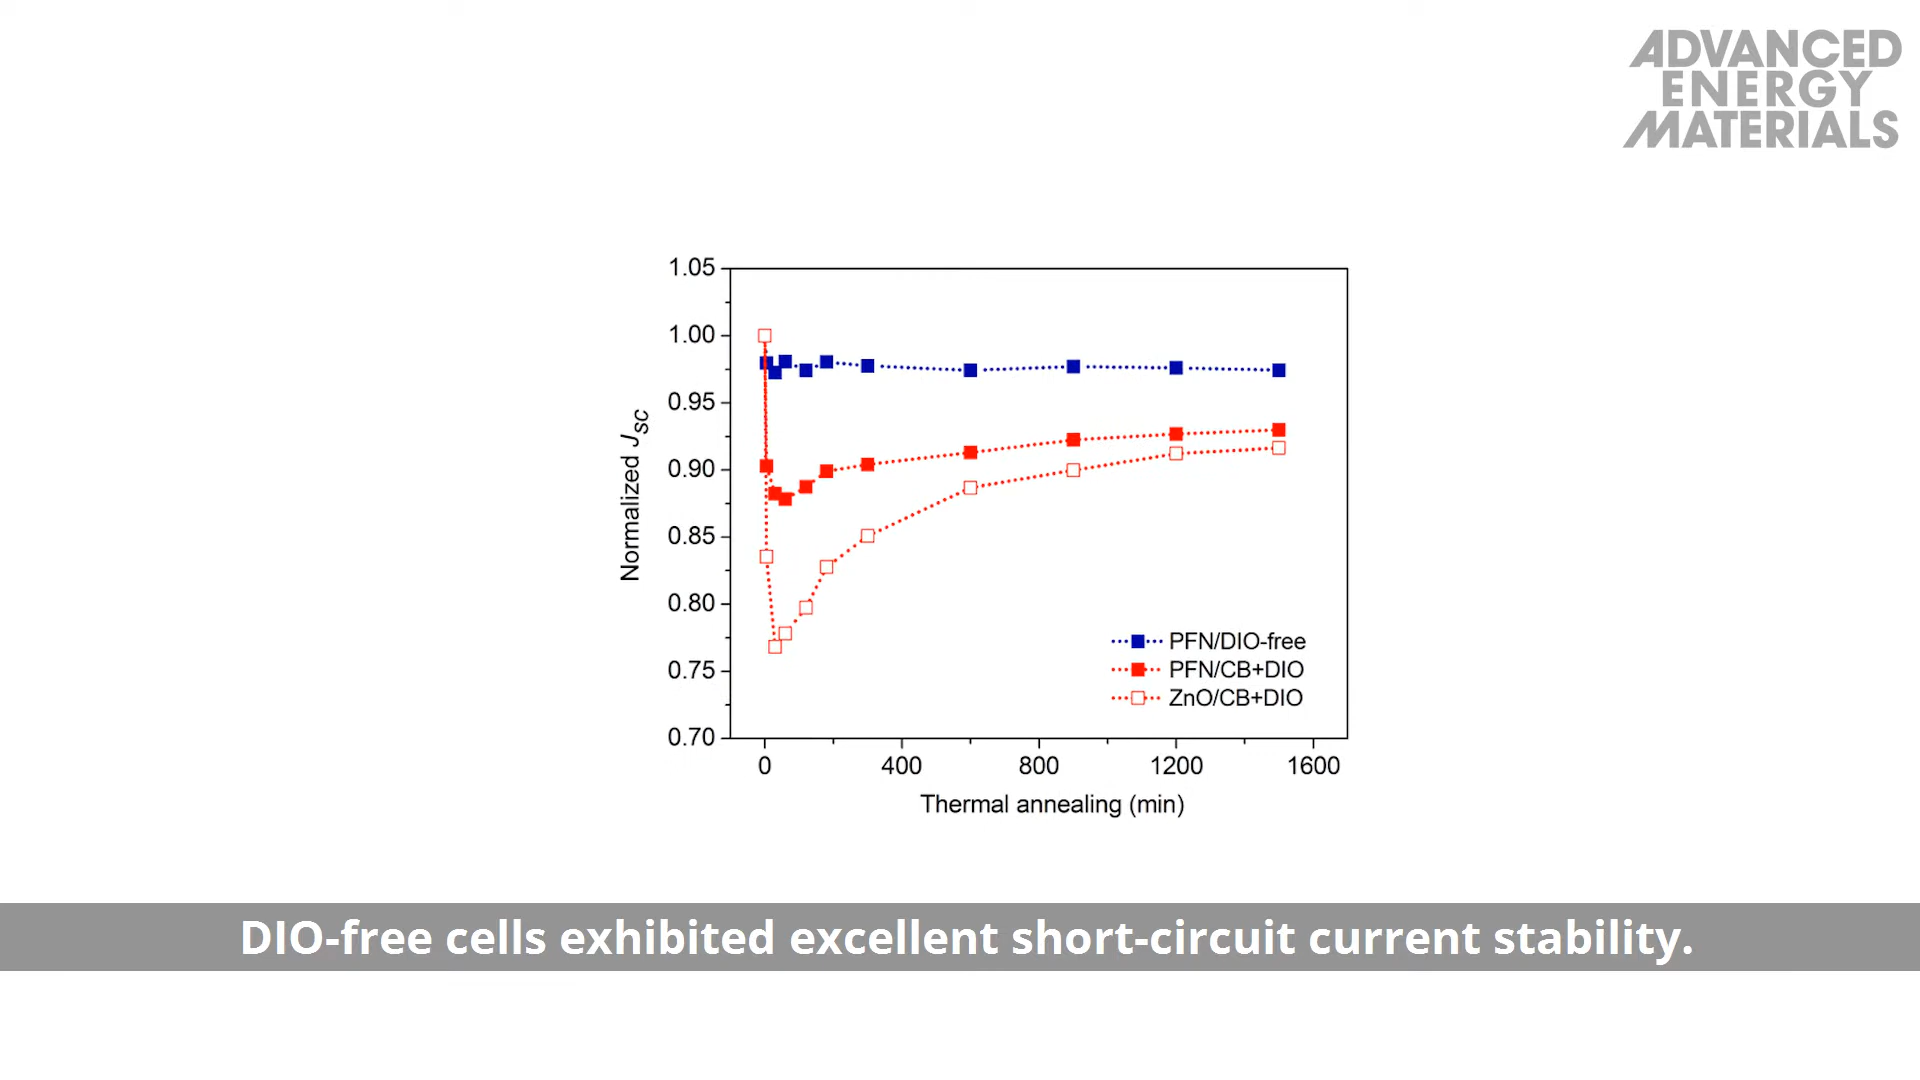 ADVANCED
ENERGY
MATERIALS
1.05
1.00
0.95
0.90
0.85
0.80
0.75
0.70
Normalized JSC
PFN/DIO-free
PFN/CB+DIO
ZnO/CB+DIO
0 400 800 1200 1600
Thermal annealing (min)
DIO-free cells exhibited excellent short-circuit current stability.